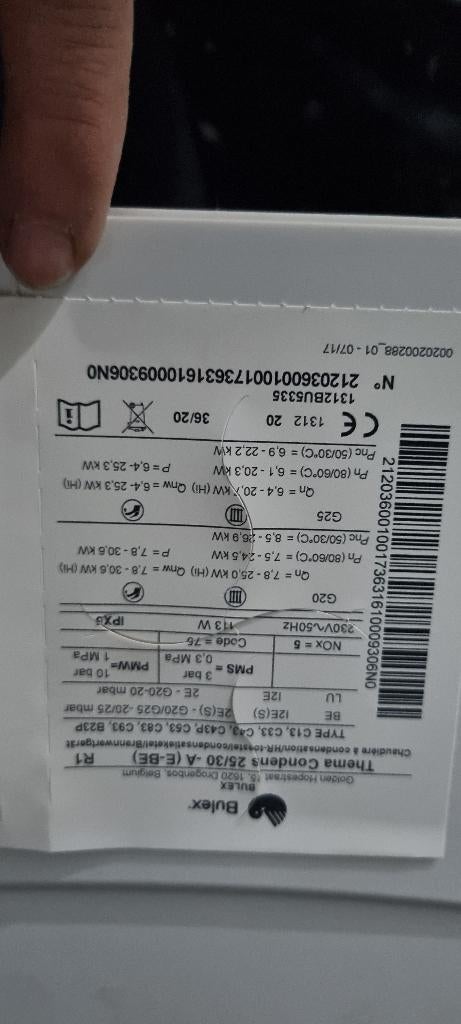 Bulex
BULEX
Golden Hopestraat 15, 1620 Drogenbos, Belgium
Thema Condens 25/30 -A (E-BE) R1
Chaudière à condensation/HR-toestel/condensatieketel/Brennwertgerät
TYPE C13, C33, C43, C43P, C53, C83, C93, B23P
BE I2E(S) 2E(S) - G20/G25 -20/25 mbar
LU I2E 2E - G20-20 mbar
PMS = 3 bar 0,3 MPa PMW= 10 bar 1 MPa
NOx = 5 Code = 76
230V~50Hz 113 W IPX5
G20
Qn = 7,8 - 25,0 kW (Hi) Qnw = 7,8 - 30,6 kW (Hi)
Pn (80/60°C) = 7,5 - 24,5 kW P = 7,8 - 30,6 kW
Pnc (50/30°C) = 8,5 - 26,9 kW
G25
Qn = 6,4 - 20,7 kW (Hi) Qnw = 6,4- 25,3 kW (Hi)
Pn (80/60°C) = 6,1 - 20,3 kW P = 6,4- 25,3 kW
Pnc (50/30°C) = 6,9 - 22,2 kW
CE 1312 20 36/20
1312BU5335
N° 21203600100173631610009306N0
0020200288_01 - 07/17
21203600100173631610009306N0